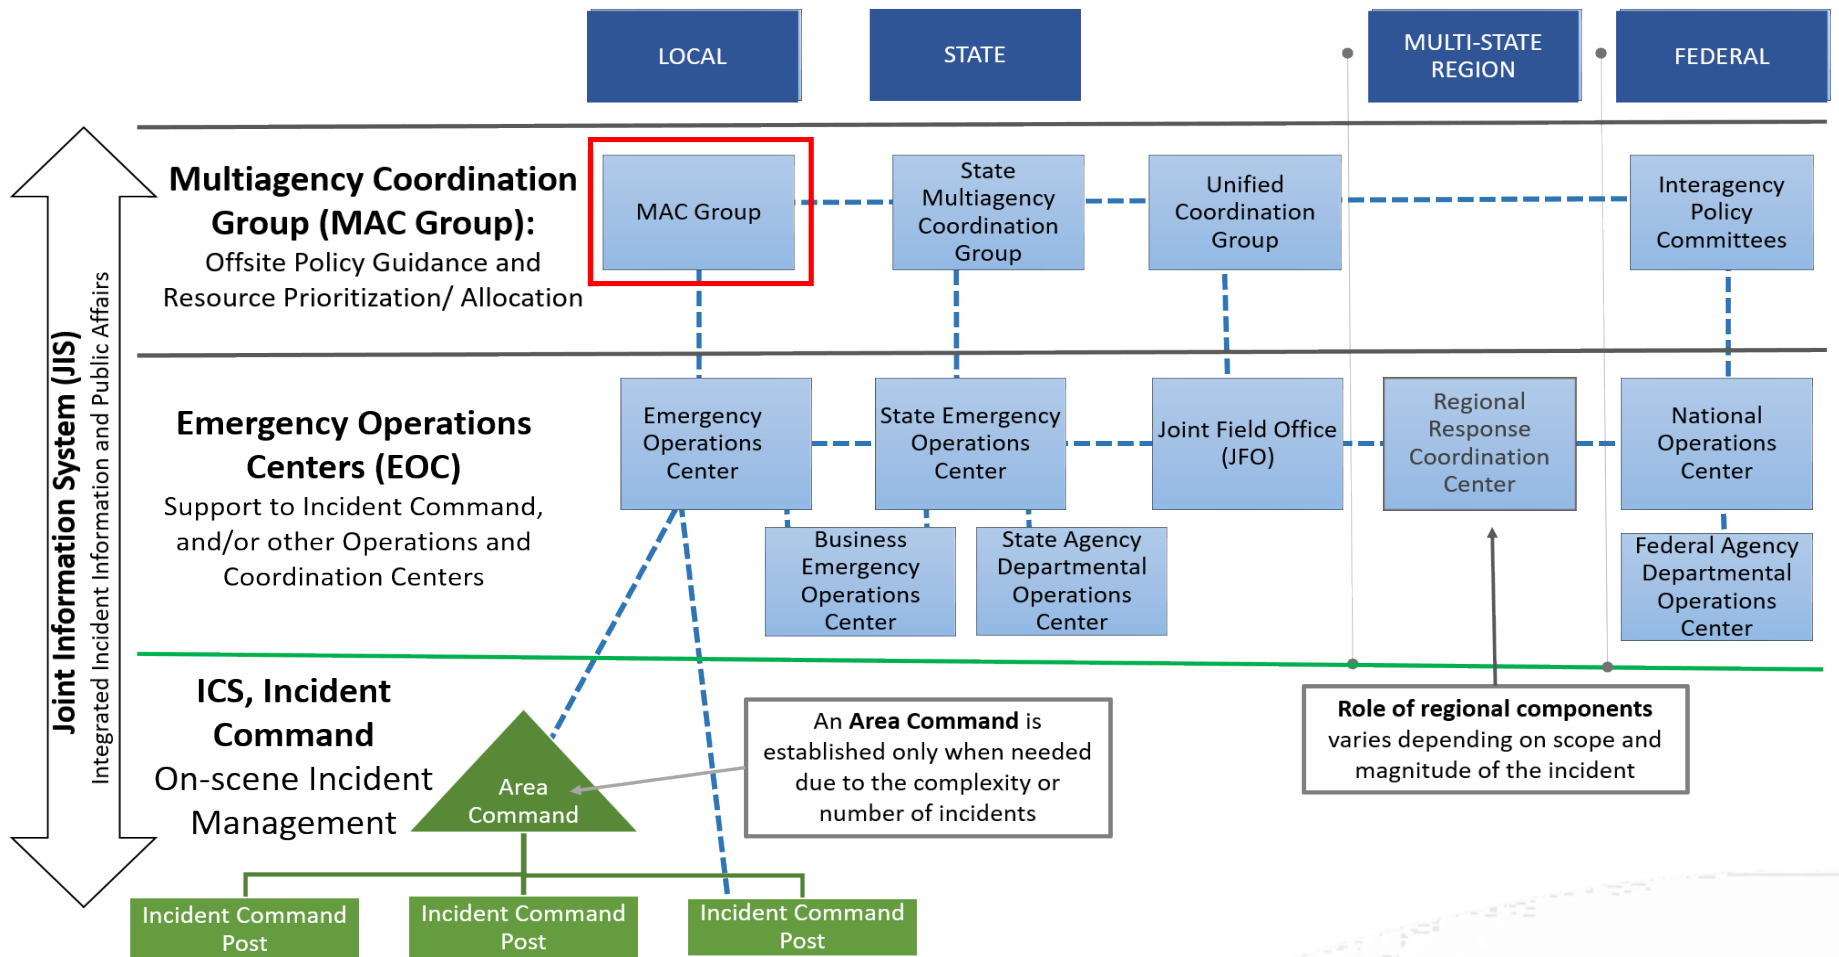 LOCAL
STATE
MULTI-STATE
REGION
FEDERAL
Joint Information System (JIS)
Integrated Incident Information and Public Affairs
Multiagency Coordination
Group (MAC Group):
Offsite Policy Guidance and
Resource Prioritization/ Allocation
MAC Group
State
Multiagency
Coordination
Group
Unified
Coordination
Group
Interagency
Policy
Committees
Emergency Operations
Centers (EOC)
Support to Incident Command,
and/or other Operations and
Coordination Centers
Emergency
Operations
Center
State Emergency
Operations
Center
Joint Field Office
(JFO)
Regional
Response
Coordination
Center
National
Operations
Center
Business
Emergency
Operations
Center
State Agency
Departmental
Operations
Center
Federal Agency
Departmental
Operations
Center
ICS, Incident
Command
On-scene Incident
Management
Area
Command
An Area Command is
established only when needed
due to the complexity or
number of incidents
Role of regional components
varies depending on scope and
magnitude of the incident
Incident Command
Post
Incident Command
Post
Incident Command
Post